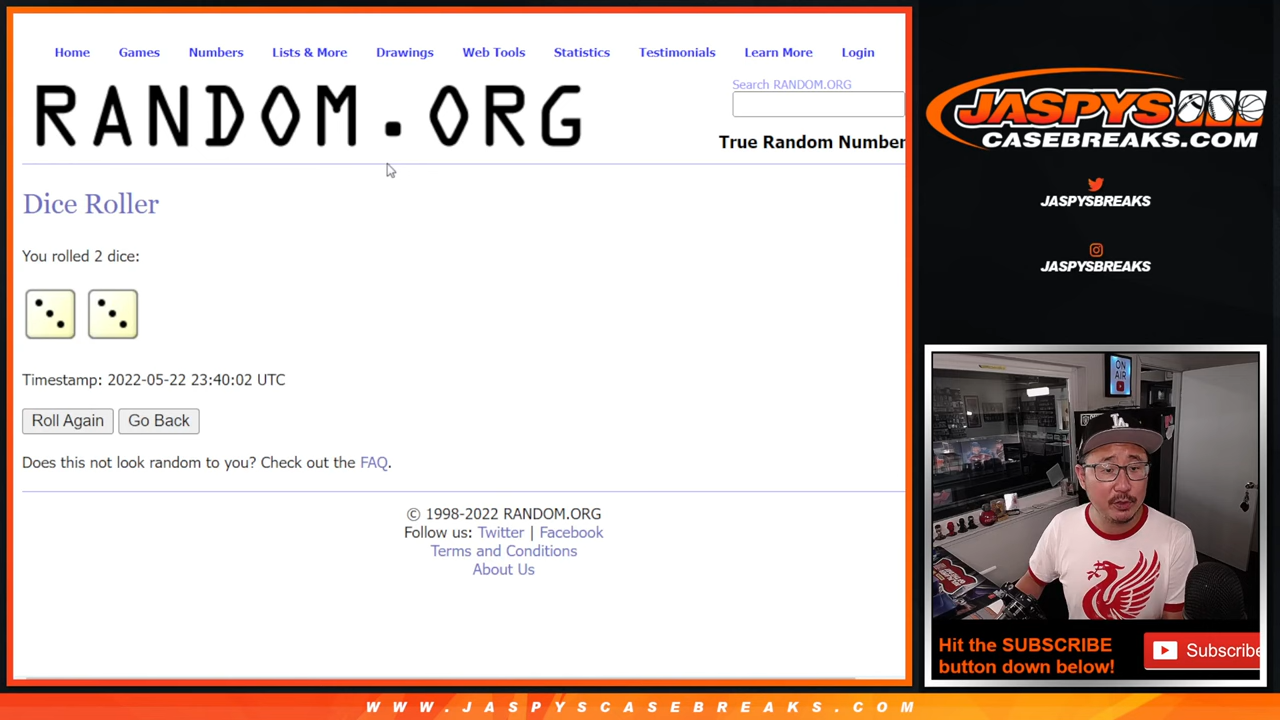 Home Games Numbers Lists & More Drawings Web Tools Statistics Testimonials Learn More Login
RANDOM.ORG
Search RANDOM.ORG
True Random Number
Dice Roller
You rolled 2 dice:
Timestamp: 2022-05-22 23:40:02 UTC
Roll Again Go Back
Does this not look random to you? Check out the FAQ.
© 1998-2022 RANDOM.ORG
Follow us: Twitter | Facebook
Terms and Conditions
About Us
JASPYS
CASEBREAKS.COM
JASPYSBREAKS
JASPYSBREAKS
ON
AIR
LA
Hit the SUBSCRIBE
button down below!
Subscribe
WWW.JASPYSCASEBREAKS.COM